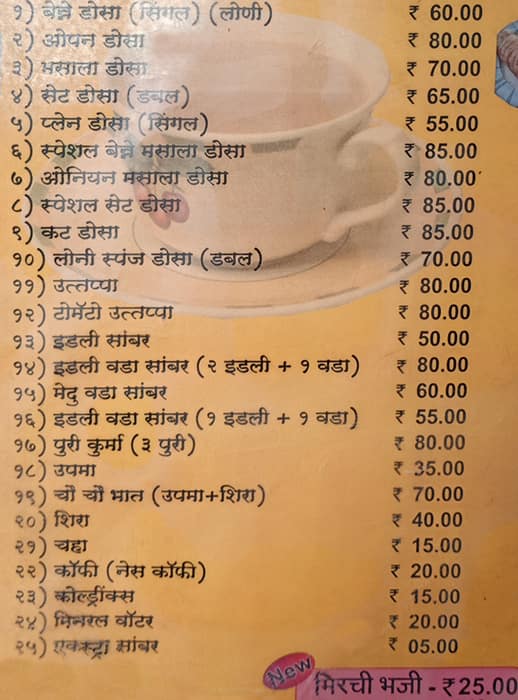 १) बेन्ने डोसा (सिंगल) (लोणी) ₹ 60.00
२) ओपन डोसा ₹ 80.00
३) मसाला डोसा ₹ 70.00
४) सेट डोसा (डबल) ₹ 65.00
५) प्लेन डोसा (सिंगल) ₹ 55.00
६) स्पेशल बेन्ने मसाला डोसा ₹ 85.00
७) ओनियन मसाला डोसा ₹ 80.00
८) स्पेशल सेट डोसा ₹ 85.00
९) कट डोसा ₹ 85.00
१०) लोनी स्पंज डोसा (डबल) ₹ 70.00
११) उत्तप्पा ₹ 80.00
१२) टोमॅटो उत्तप्पा ₹ 80.00
१३) इडली सांबर ₹ 50.00
१४) इडली वडा सांबर (२ इडली + १ वडा) ₹ 80.00
१५) मेदु वडा सांबर ₹ 60.00
१६) इडली वडा सांबर (१ इडली + १ वडा) ₹ 55.00
१७) पुरी कुर्मा (३ पुरी) ₹ 80.00
१८) उपमा ₹ 35.00
१९) चौ चौ भात (उपमा+शिरा) ₹ 70.00
२०) शिरा ₹ 40.00
२१) चहा ₹ 15.00
२२) कॉफी (नेस कॉफी) ₹ 20.00
२३) कोल्ड्रींक्स ₹ 15.00
२४) मिनरल वॉटर ₹ 20.00
२५) एक्स्ट्रा सांबर ₹ 05.00
New मिरची भजी - ₹25.00